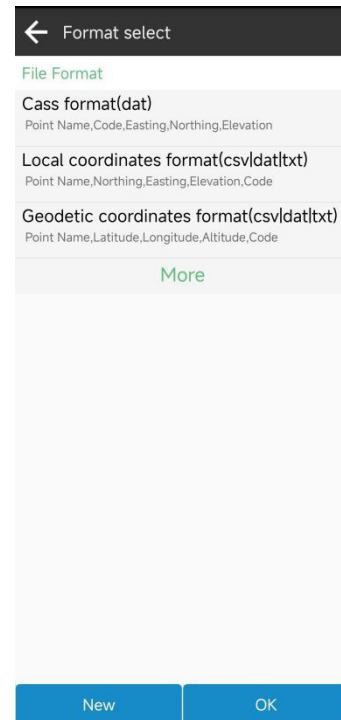 Format select
File Format
Cass format(dat)
Point Name,Code,Easting,Northing,Elevation
Local coordinates format(csv|dat|txt)
Point Name,Northing,Easting,Elevation,Code
Geodetic coordinates format(csv|dat|txt)
Point Name,Latitude,Longitude,Altitude,Code
More
New
OK